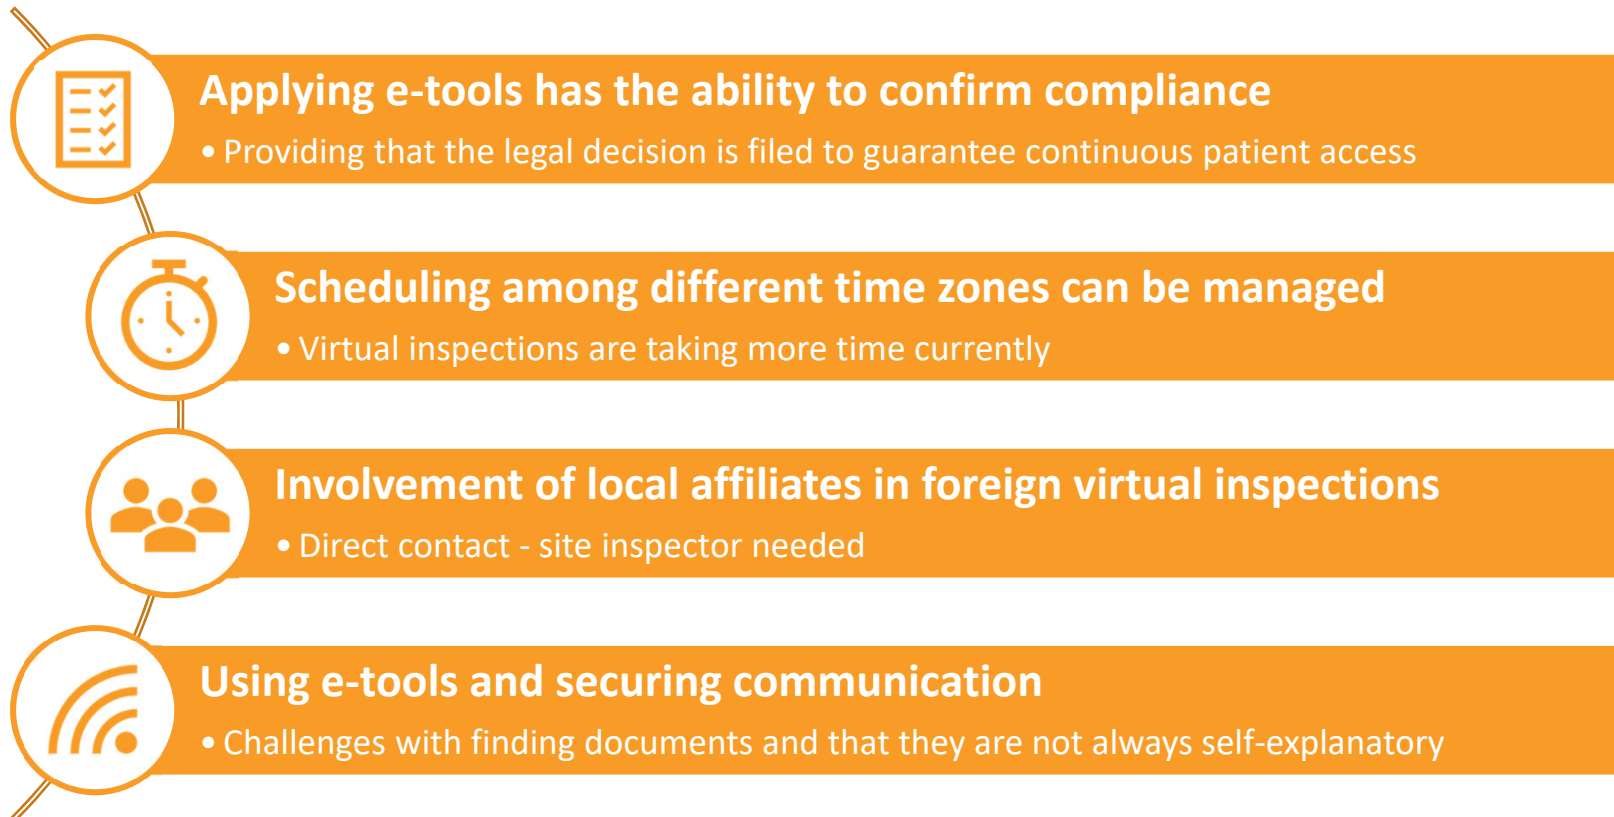 Applying e-tools has the ability to confirm compliance
• Providing that the legal decision is filed to guarantee continuous patient access
Scheduling among different time zones can be managed
• Virtual inspections are taking more time currently
Involvement of local affiliates in foreign virtual inspections
• Direct contact - site inspector needed
Using e-tools and securing communication
• Challenges with finding documents and that they are not always self-explanatory